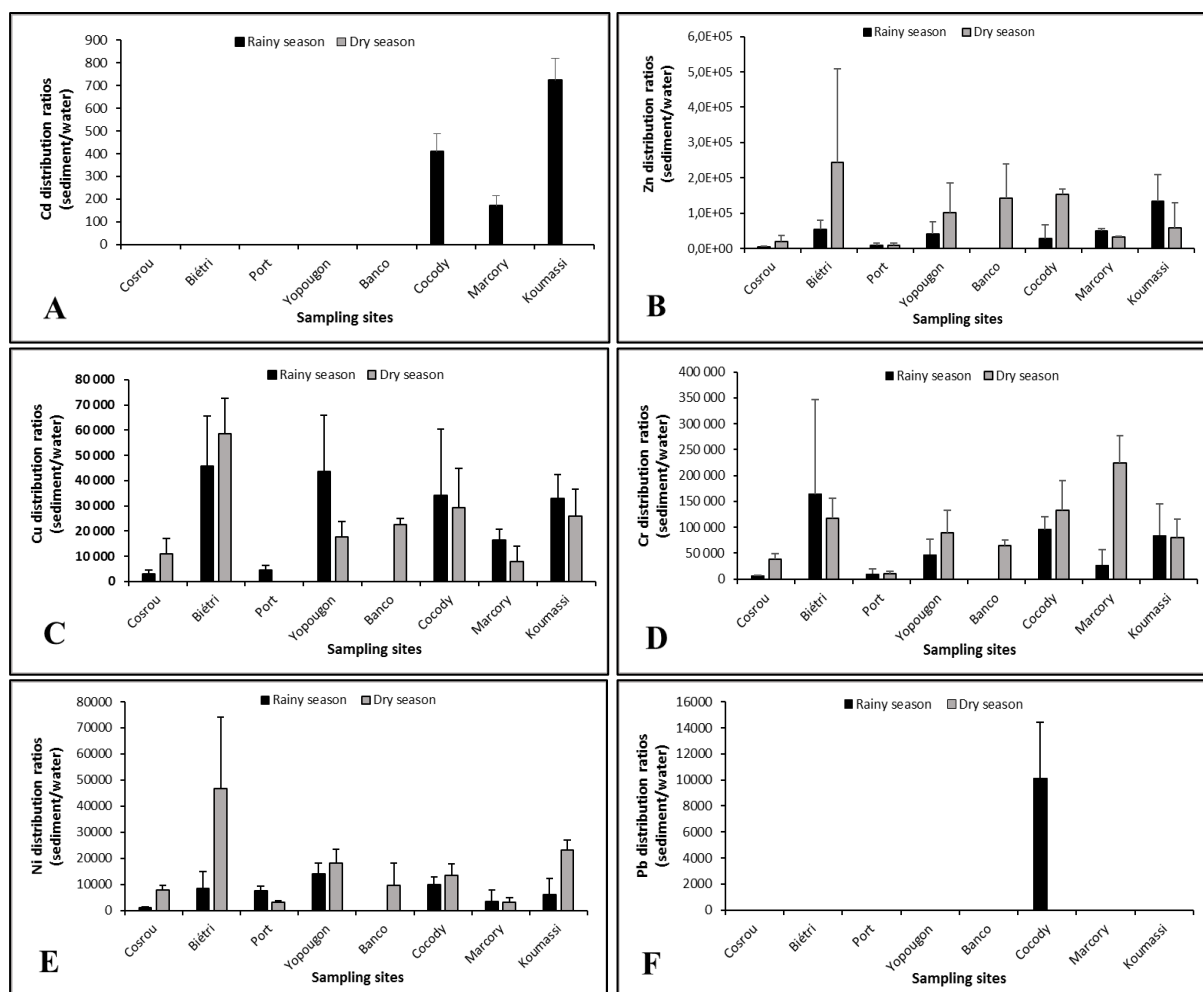 Rainy season Dry season
Cd distribution ratios
(sediment/water)
900
800
700
600
500
400
300
200
100
0
Cosrou Biétri Port Yopougon Banco Cocody Marcory Koumassi
Sampling sites
A
Rainy season Dry season
Zn distribution ratios
(sediment/water)
6,0E+05
5,0E+05
4,0E+05
3,0E+05
2,0E+05
1,0E+05
0,0E+00
Cosrou Biétri Port Yopougon Banco Cocody Marcory Koumassi
Sampling sites
B
Rainy season Dry season
Cu distribution ratios
(sediment/water)
80 000
70 000
60 000
50 000
40 000
30 000
20 000
10 000
0
Cosrou Biétri Port Yopougon Banco Cocody Marcory Koumassi
Sampling sites
C
Rainy season Dry season
Cr distribution ratios
(sediment/water)
400 000
350 000
300 000
250 000
200 000
150 000
100 000
50 000
0
Cosrou Biétri Port Yopougon Banco Cocody Marcory Koumassi
Sampling sites
D
Rainy season Dry season
Ni distribution ratios
(sediment/water)
80000
70000
60000
50000
40000
30000
20000
10000
0
Cosrou Biétri Port Yopougon Banco Cocody Marcory Koumassi
Sampling sites
E
Rainy season Dry season
Pb distribution ratios
(sediment/water)
16000
14000
12000
10000
8000
6000
4000
2000
0
Cosrou Biétri Port Yopougon Banco Cocody Marcory Koumassi
Sampling sites
F